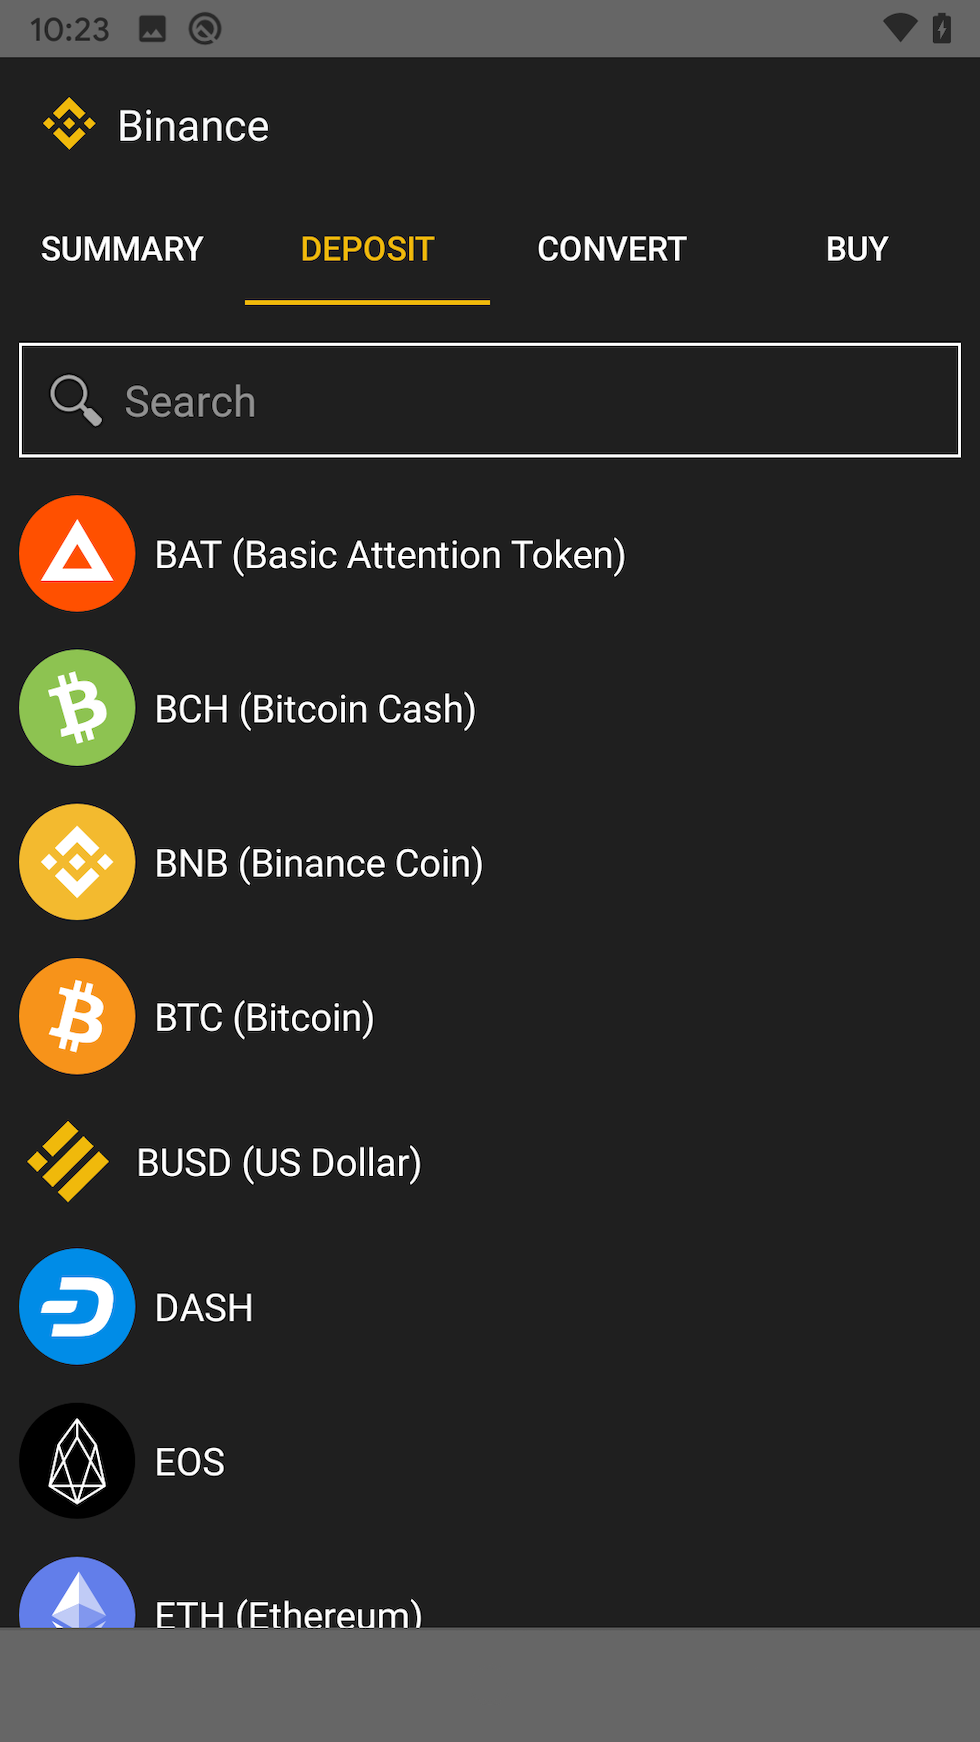 10:23
Binance
SUMMARY DEPOSIT CONVERT BUY
Search
BAT (Basic Attention Token)
BCH (Bitcoin Cash)
BNB (Binance Coin)
BTC (Bitcoin)
BUSD (US Dollar)
DASH
EOS
ETH (Ethereum)